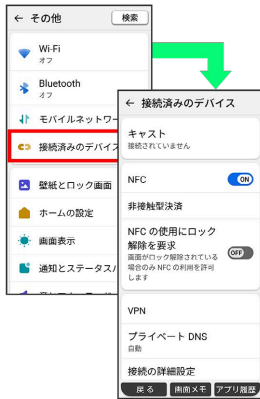 ← その他
検索
Wi-Fi
オフ
Bluetooth
オフ
モバイルネットワー
接続済みのデバイス
壁紙とロック画面
ホームの設定
画面表示
通知とステータスバ
← 接続済みのデバイス
キャスト
接続されていません
NFC
ON
非接触型決済
NFC の使用にロック
解除を要求
画面がロック解除されている
場合のみ NFC の利用を許可
します
OFF
VPN
プライベート DNS
自動
接続の詳細設定
戻る
画面メモ
アプリ履歴